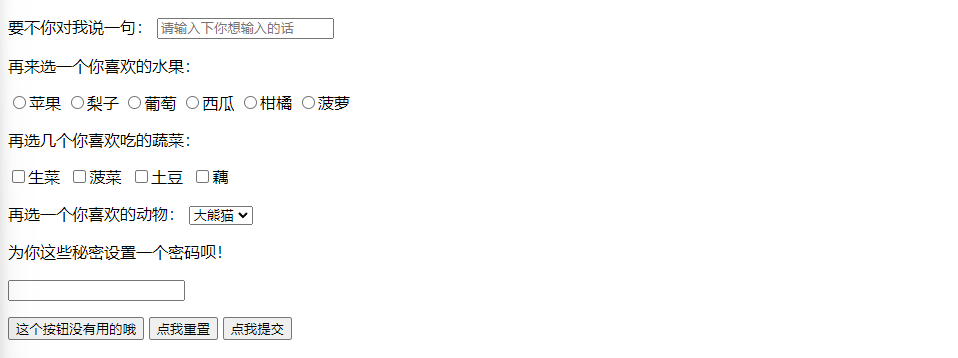 要不你对我说一句： 请输入下你想输入的话
再来选一个你喜欢的水果：
苹果 梨子 葡萄 西瓜 柑橘 菠萝
再选几个你喜欢吃的蔬菜：
生菜 菠菜 土豆 藕
再选一个你喜欢的动物： 大熊猫
为你这些秘密设置一个密码呗！
这个按钮没有用的哦 点我重置 点我提交